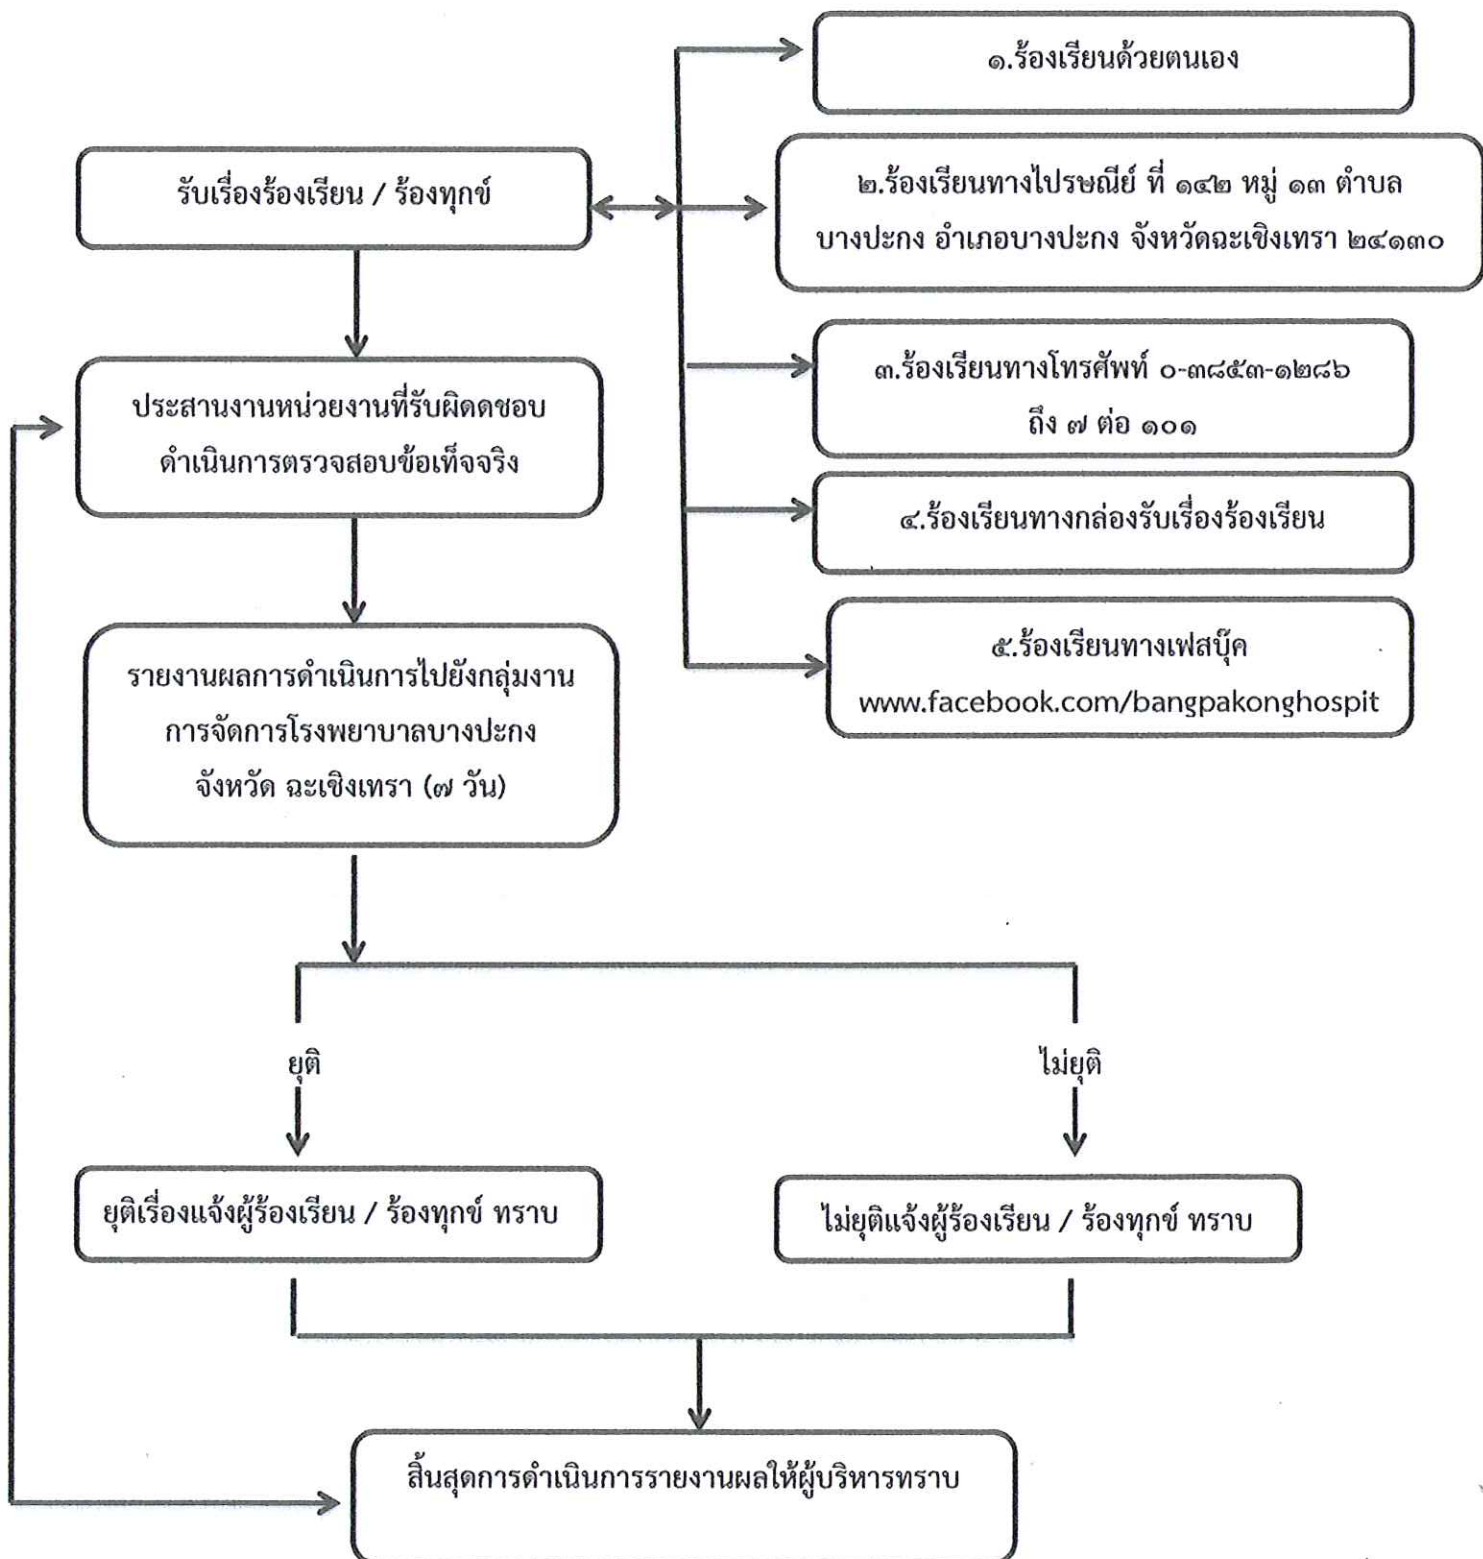 ๑.ร้องเรียนด้วยตนเอง
รับเรื่องร้องเรียน / ร้องทุกข์
๒.ร้องเรียนทางไปรษณีย์ ที่ ๑๔๒ หมู่ ๑๓ ตำบล
บางปะกง อำเภอบางปะกง จังหวัดฉะเชิงเทรา ๒๔๑๓๐
๓.ร้องเรียนทางโทรศัพท์ ๐-๓๘๕๓-๑๒๘๖
ถึง ๗ ต่อ ๑๐๑
ประสานงานหน่วยงานที่รับผิดดชอบ
ดำเนินการตรวจสอบข้อเท็จจริง
๔.ร้องเรียนทางกล่องรับเรื่องร้องเรียน
๕.ร้องเรียนทางเฟสบุ๊ค
www.facebook.com/bangpakonghospit
รายงานผลการดำเนินการไปยังกลุ่มงาน
การจัดการโรงพยาบาลบางปะกง
จังหวัด ฉะเชิงเทรา (๗ วัน)
ยุติ
ไม่ยุติ
ยุติเรื่องแจ้งผู้ร้องเรียน / ร้องทุกข์ ทราบ
ไม่ยุติแจ้งผู้ร้องเรียน / ร้องทุกข์ ทราบ
สิ้นสุดการดำเนินการรายงานผลให้ผู้บริหารทราบ